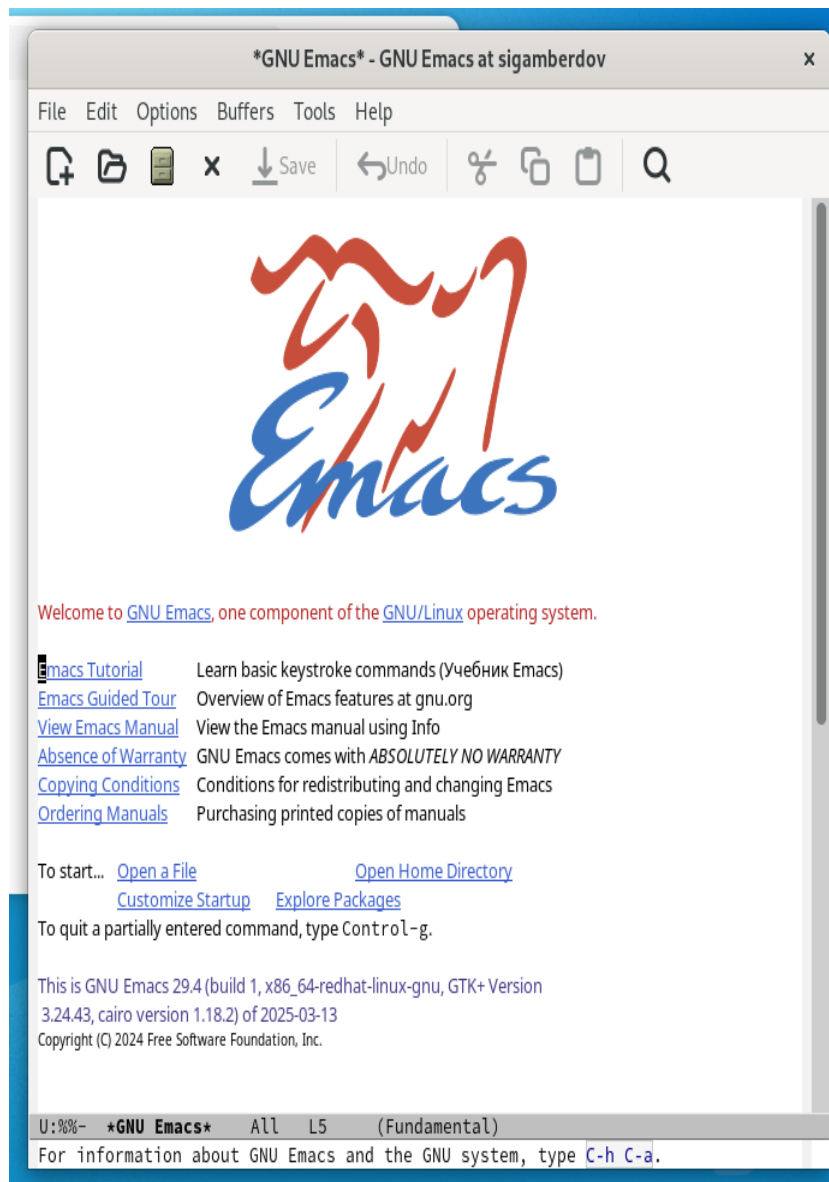 *GNU Emacs* - GNU Emacs at sigamberdov x
File Edit Options Buffers Tools Help
Save Undo
Emacs
Welcome to GNU Emacs, one component of the GNU/Linux operating system.
Emacs Tutorial Learn basic keystroke commands (Учебник Emacs)
Emacs Guided Tour Overview of Emacs features at gnu.org
View Emacs Manual View the Emacs manual using Info
Absence of Warranty GNU Emacs comes with ABSOLUTELY NO WARRANTY
Copying Conditions Conditions for redistributing and changing Emacs
Ordering Manuals Purchasing printed copies of manuals
To start... Open a File Open Home Directory
Customize Startup Explore Packages
To quit a partially entered command, type Control-g.
This is GNU Emacs 29.4 (build 1, x86_64-redhat-linux-gnu, GTK+ Version
3.24.43, cairo version 1.18.2) of 2025-03-13
Copyright (C) 2024 Free Software Foundation, Inc.
U:%%- *GNU Emacs* All L5 (Fundamental)
For information about GNU Emacs and the GNU system, type C-h C-a.